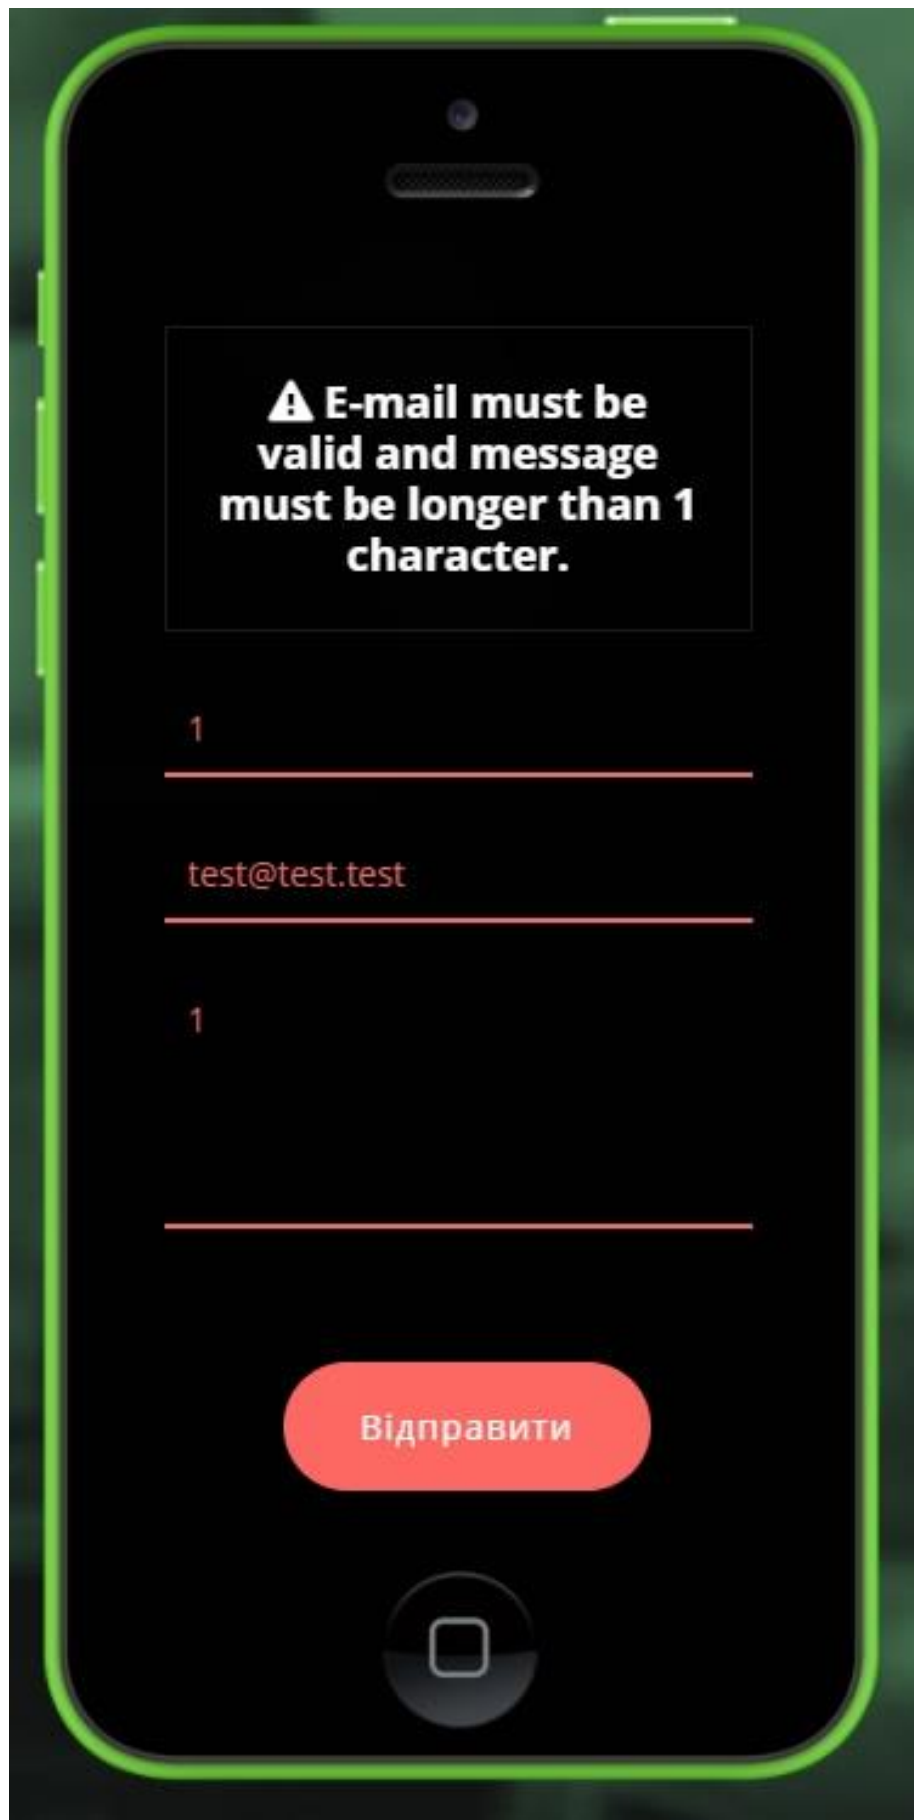 E-mail must be
valid and message
must be longer than 1
character.
1
test@test.test
1
Відправити